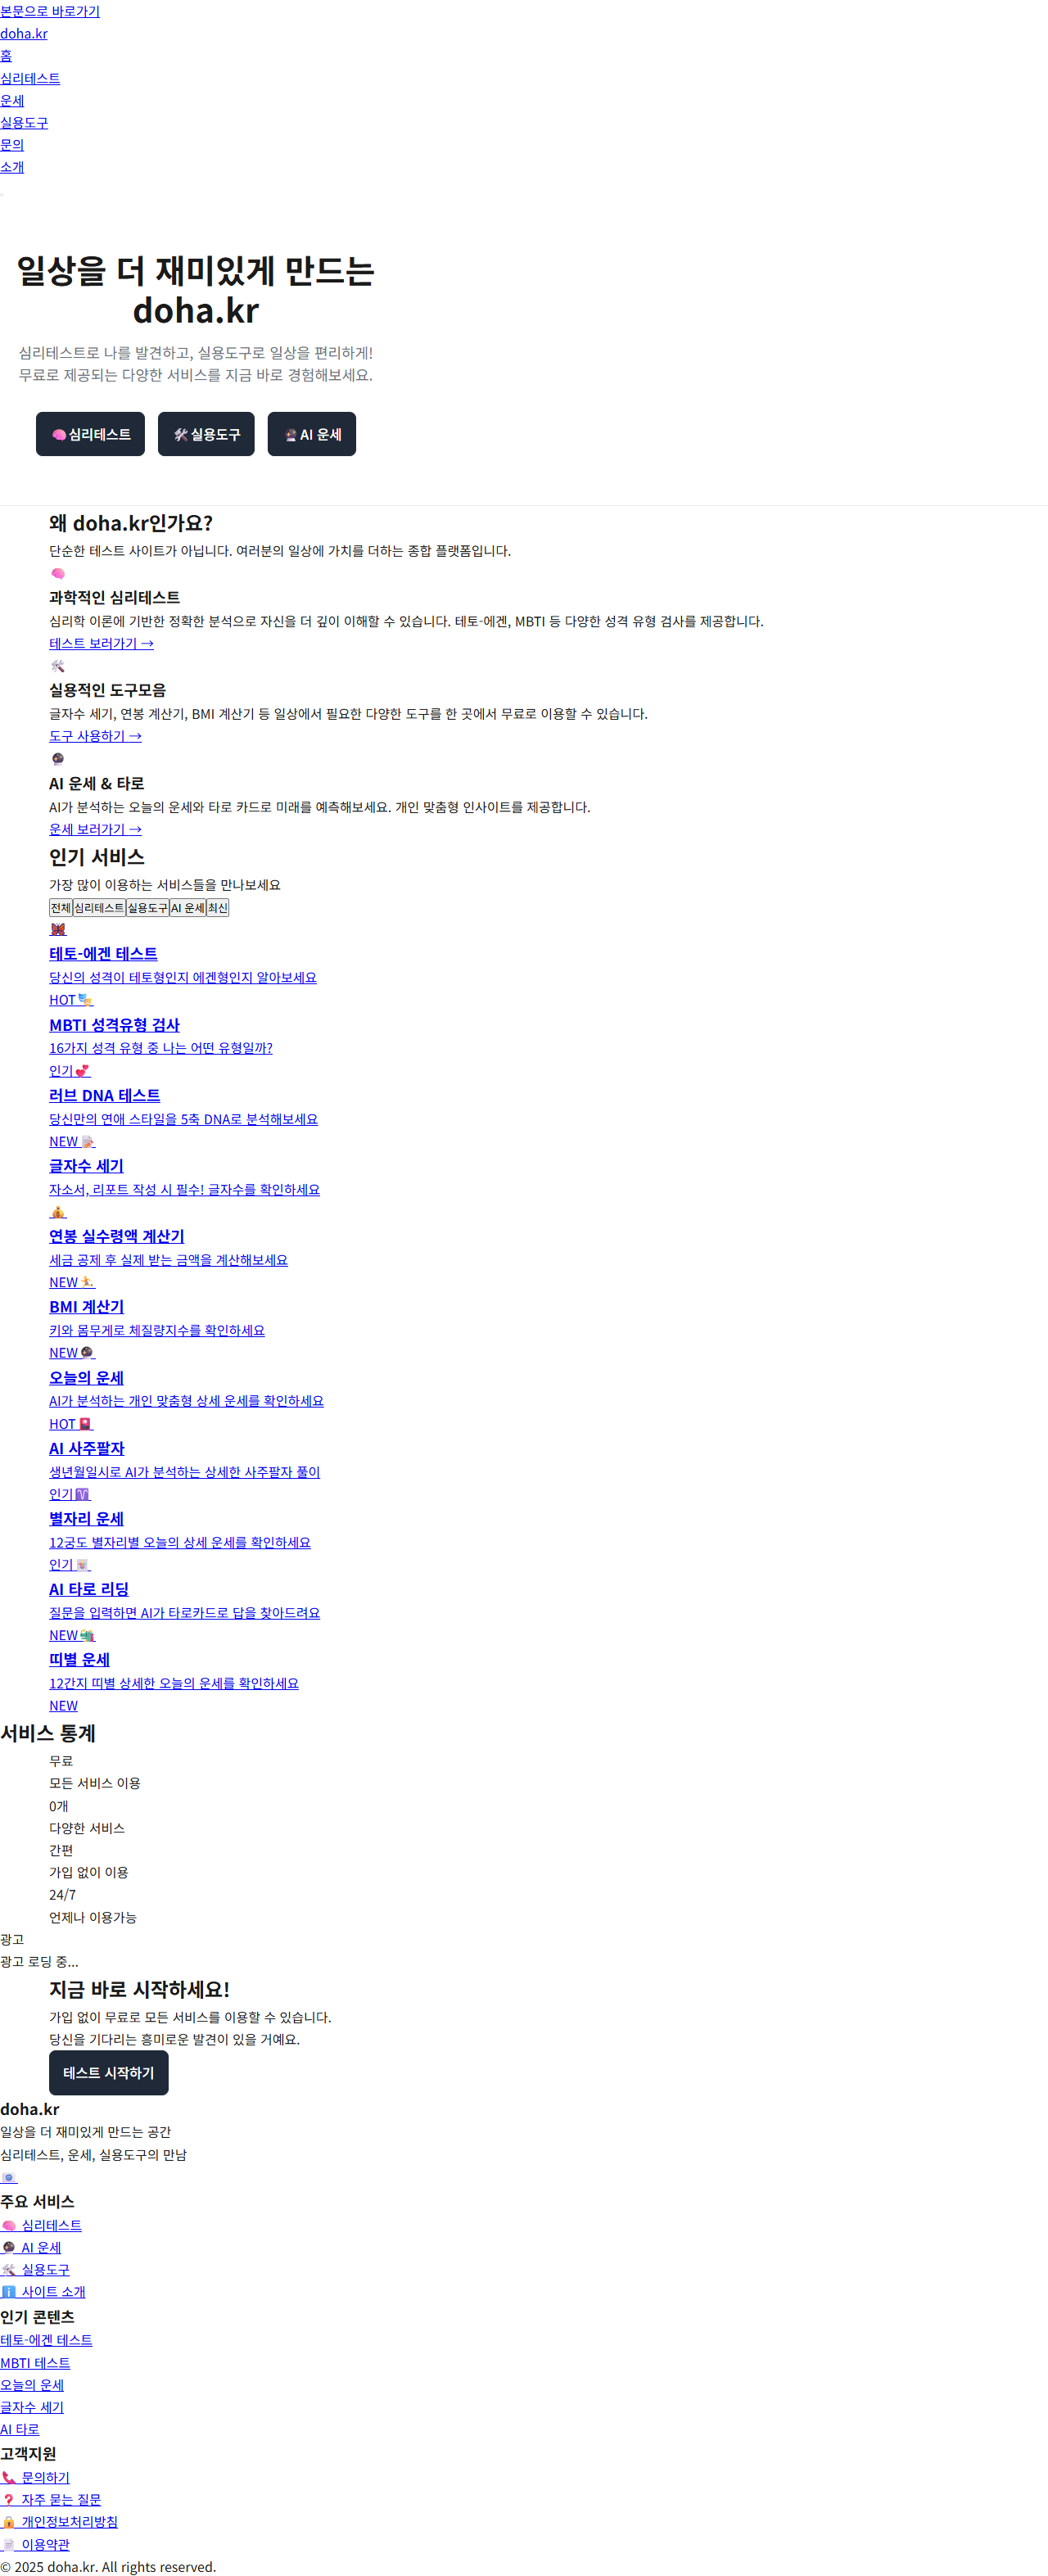 본문으로 바로가기
doha.kr
홈
심리테스트
운세
실용도구
문의
소개
일상을 더 재미있게 만드는
doha.kr
심리테스트로 나를 발견하고, 실용도구로 일상을 편리하게!
무료로 제공되는 다양한 서비스를 지금 바로 경험해보세요.
🧠 심리테스트 🛠️ 실용도구 🔮 AI 운세
왜 doha.kr인가요?
단순한 테스트 사이트가 아닙니다. 여러분의 일상에 가치를 더하는 종합 플랫폼입니다.
🧠
과학적인 심리테스트
심리학 이론에 기반한 정확한 분석으로 자신을 더 깊이 이해할 수 있습니다. 테토-에겐, MBTI 등 다양한 성격 유형 검사를 제공합니다.
테스트 보러가기 →
🛠️
실용적인 도구모음
글자수 세기, 연봉 계산기, BMI 계산기 등 일상에서 필요한 다양한 도구를 한 곳에서 무료로 이용할 수 있습니다.
도구 사용하기 →
🔮
AI 운세 & 타로
AI가 분석하는 오늘의 운세와 타로 카드로 미래를 예측해보세요. 개인 맞춤형 인사이트를 제공합니다.
운세 보러가기 →
인기 서비스
가장 많이 이용하는 서비스들을 만나보세요
전체 심리테스트 실용도구 AI 운세 최신
🦋
테토-에겐 테스트
당신의 성격이 테토형인지 에겐형인지 알아보세요
HOT 🎭
MBTI 성격유형 검사
16가지 성격 유형 중 나는 어떤 유형일까?
인기 💕
러브 DNA 테스트
당신만의 연애 스타일을 5축 DNA로 분석해보세요
NEW 📝
글자수 세기
자소서, 리포트 작성 시 필수! 글자수를 확인하세요
💰
연봉 실수령액 계산기
세금 공제 후 실제 받는 금액을 계산해보세요
NEW 🏃
BMI 계산기
키와 몸무게로 체질량지수를 확인하세요
NEW 🔮
오늘의 운세
AI가 분석하는 개인 맞춤형 상세 운세를 확인하세요
HOT 🎴
AI 사주팔자
생년월일시로 AI가 분석하는 상세한 사주팔자 풀이
인기 ♈
별자리 운세
12궁도 별자리별 오늘의 상세 운세를 확인하세요
인기 🃏
AI 타로 리딩
질문을 입력하면 AI가 타로카드로 답을 찾아드려요
NEW 🐲
띠별 운세
12간지 띠별 상세한 오늘의 운세를 확인하세요
NEW
서비스 통계
무료
모든 서비스 이용
0개
다양한 서비스
간편
가입 없이 이용
24/7
언제나 이용가능
광고
광고 로딩 중...
지금 바로 시작하세요!
가입 없이 무료로 모든 서비스를 이용할 수 있습니다.
당신을 기다리는 흥미로운 발견이 있을 거예요.
테스트 시작하기
doha.kr
일상을 더 재미있게 만드는 공간
심리테스트, 운세, 실용도구의 만남
📧
주요 서비스
🧠 심리테스트
🔮 AI 운세
🛠️ 실용도구
ℹ️ 사이트 소개
인기 콘텐츠
테토-에겐 테스트
MBTI 테스트
오늘의 운세
글자수 세기
AI 타로
고객지원
📞 문의하기
❓ 자주 묻는 질문
🔒 개인정보처리방침
📄 이용약관
© 2025 doha.kr. All rights reserved.